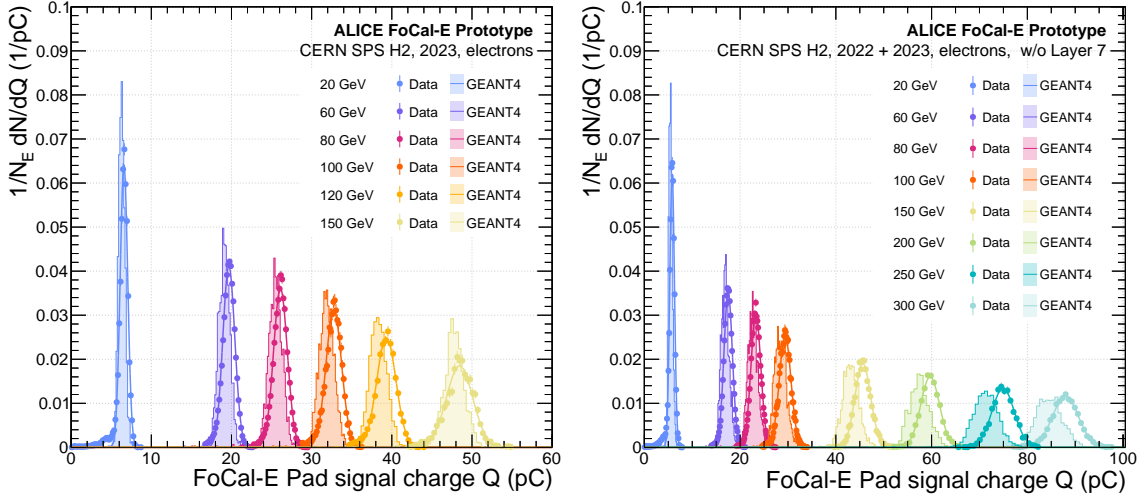 0.1
0.09
0.08
0.07
0.06
0.05
0.04
0.03
0.02
0.01
0
1/N_E dN/dQ (1/pC)
ALICE FoCal-E Prototype
CERN SPS H2, 2023, electrons
20 GeV Data GEANT4
60 GeV Data GEANT4
80 GeV Data GEANT4
100 GeV Data GEANT4
120 GeV Data GEANT4
150 GeV Data GEANT4
0 10 20 30 40 50 60
FoCal-E Pad signal charge Q (pC)
0.1
0.09
0.08
0.07
0.06
0.05
0.04
0.03
0.02
0.01
0
1/N_E dN/dQ (1/pC)
ALICE FoCal-E Prototype
CERN SPS H2, 2022 + 2023, electrons, w/o Layer 7
20 GeV Data GEANT4
60 GeV Data GEANT4
80 GeV Data GEANT4
100 GeV Data GEANT4
150 GeV Data GEANT4
200 GeV Data GEANT4
250 GeV Data GEANT4
300 GeV Data GEANT4
0 20 40 60 80 100
FoCal-E Pad signal charge Q (pC)